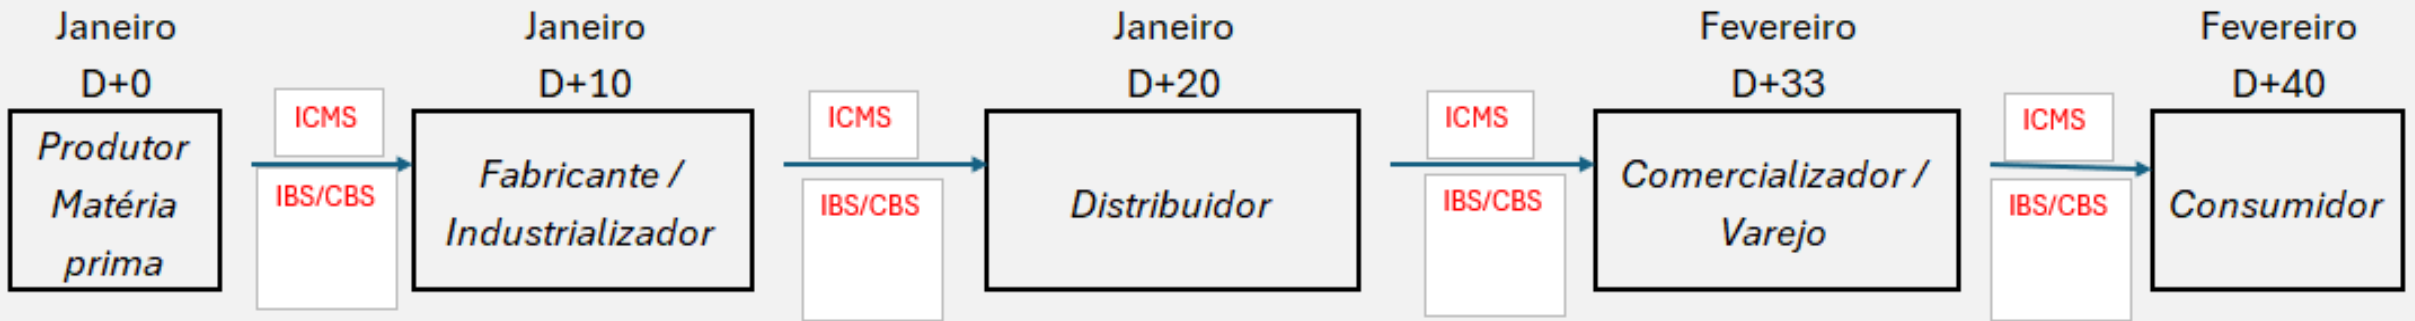 Janeiro
D+0
Produtor
Matéria
prima
ICMS
IBS/CBS
Janeiro
D+10
Fabricante /
Industrializador
ICMS
IBS/CBS
Janeiro
D+20
Distribuidor
ICMS
IBS/CBS
Fevereiro
D+33
Comercializador /
Varejo
ICMS
IBS/CBS
Fevereiro
D+40
Consumidor